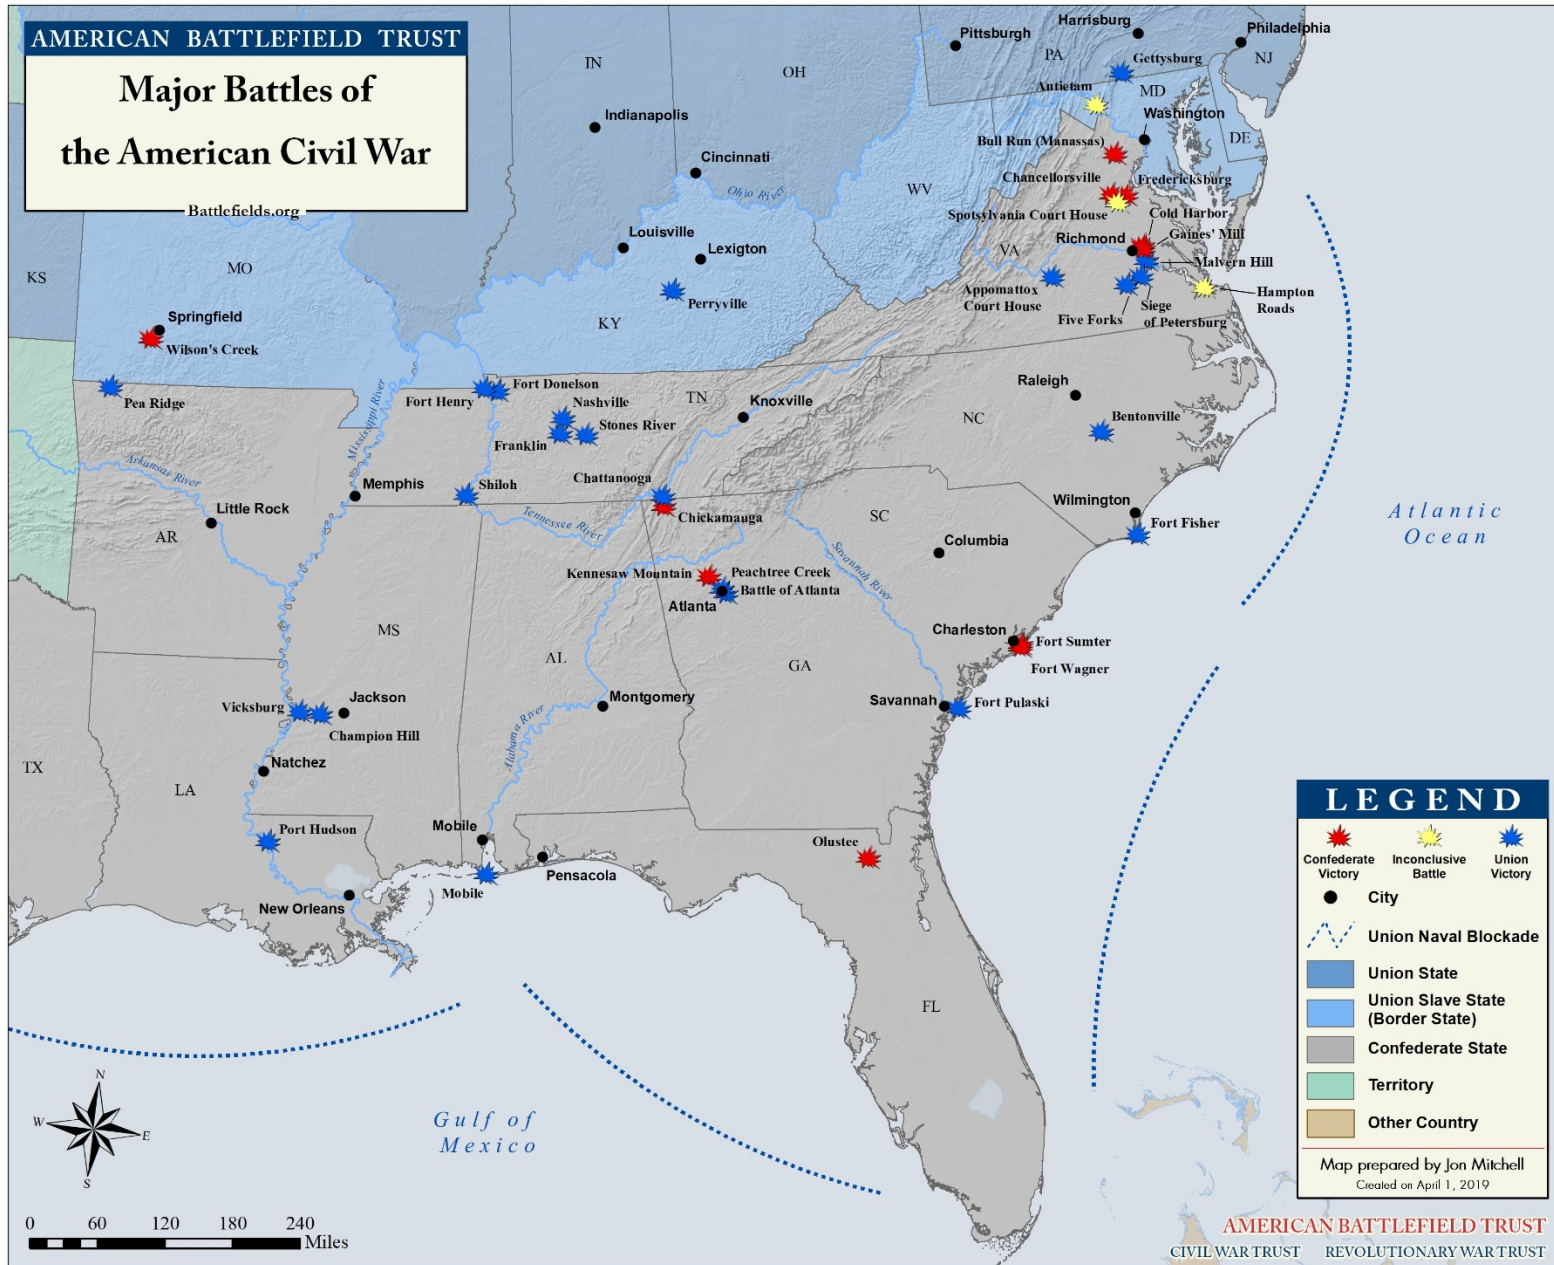 AMERICAN BATTLEFIELD TRUST
Major Battles of
the American Civil War
Battlefields.org
IN
OH
PA
NJ
MD
DE
WV
VA
KS
MO
KY
TN
NC
SC
AR
MS
AL
GA
LA
TX
FL
Harrisburg
Pittsburgh
Philadelphia
Gettysburg
Antietam
Washington
Indianapolis
Bull Run (Manassas)
Cincinnati
Chancellorsville
Fredericksburg
Ohio River
Spotsylvania Court House
Cold Harbor
Louisville
Gaines' Mill
Richmond
Lexigton
Malvern Hill
Appomattox
Court House
Hampton
Roads
Perryville
Five Forks
Siege
of Petersburg
Springfield
Wilson's Creek
Pea Ridge
Fort Donelson
Fort Henry
Nashville
Raleigh
Knoxville
Mississippi River
Stones River
Franklin
Bentonville
Arkansas River
Chattanooga
Memphis
Shiloh
Wilmington
Little Rock
Tennessee River
Chickamauga
Fort Fisher
Atlantic
Ocean
Columbia
Savannah River
Kennesaw Mountain
Peachtree Creek
Battle of Atlanta
Atlanta
Charleston
Fort Sumter
Fort Wagner
Jackson
Montgomery
Savannah
Fort Pulaski
Vicksburg
Champion Hill
Alabama River
Natchez
Port Hudson
Mobile
Olustee
Pensacola
Mobile
New Orleans
Gulf of
Mexico
N
W
E
S
0 60 120 180 240
Miles
LEGEND
Confederate
Victory
Inconclusive
Battle
Union
Victory
City
Union Naval Blockade
Union State
Union Slave State
(Border State)
Confederate State
Territory
Other Country
Map prepared by Jon Mitchell
Created on April 1, 2019
AMERICAN BATTLEFIELD TRUST
CIVIL WAR TRUST REVOLUTIONARY WAR TRUST